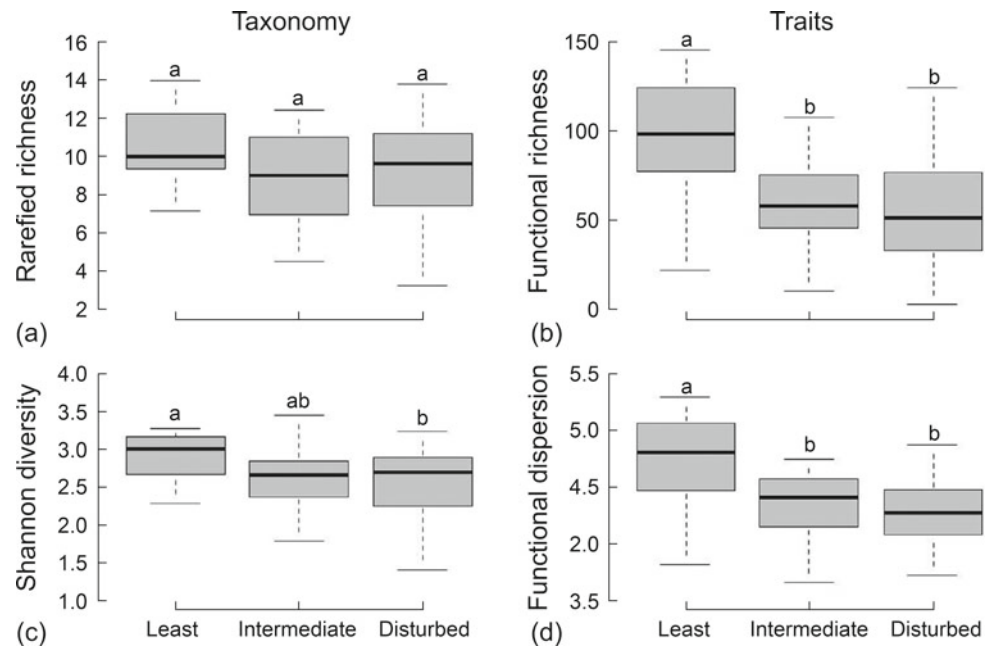 Taxonomy
Traits
Rarefied richness
16
14
12
10
8
6
4
2
a
a
a
(a)
Functional richness
150
100
50
0
a
b
b
(b)
Shannon diversity
4.0
3.5
3.0
2.5
2.0
1.5
1.0
a
ab
b
(c)
Least
Intermediate
Disturbed
Functional dispersion
5.5
5.0
4.5
2.0
3.5
a
b
b
(d)
Least
Intermediate
Disturbed